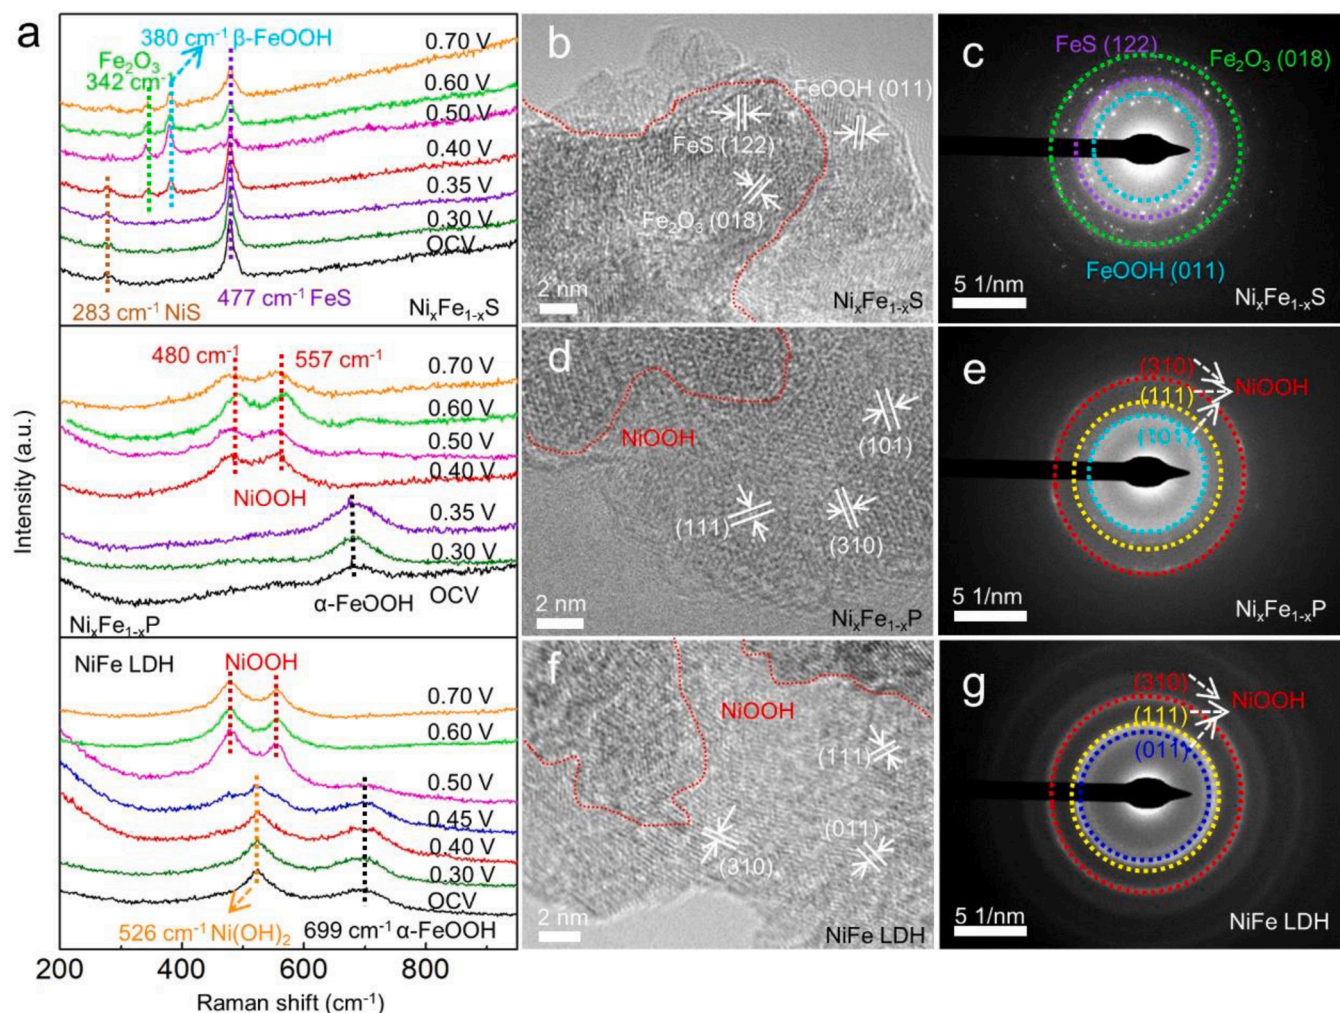 a
380 cm⁻¹ β-FeOOH
Fe₂O₃
342 cm⁻¹
0.70 V
0.60 V
0.50 V
0.40 V
0.35 V
0.30 V
OCV
283 cm⁻¹ NiS
477 cm⁻¹ FeS
NiₓFe₁₋ₓS
480 cm⁻¹
557 cm⁻¹
0.70 V
0.60 V
0.50 V
0.40 V
NiOOH
0.35 V
0.30 V
OCV
α-FeOOH
NiₓFe₁₋ₓP
NiFe LDH
NiOOH
0.70 V
0.60 V
0.50 V
0.45 V
0.40 V
0.30 V
OCV
526 cm⁻¹ Ni(OH)₂
699 cm⁻¹ α-FeOOH
200 400 600 800
Raman shift (cm⁻¹)
Intensity (a.u.)
b
FeOOH (011)
FeS (122)
Fe₂O₃ (018)
2 nm
NiₓFe₁₋ₓS
c
FeS (122)
Fe₂O₃ (018)
FeOOH (011)
5 1/nm
NiₓFe₁₋ₓS
d
NiOOH
(101)
(111)
(310)
2 nm
NiₓFe₁₋ₓP
e
(310)
NiOOH
(111)
(101)
5 1/nm
NiₓFe₁₋ₓP
f
NiOOH
(111)
(011)
(310)
2 nm
NiFe LDH
g
(310)
NiOOH
(111)
(011)
5 1/nm
NiFe LDH